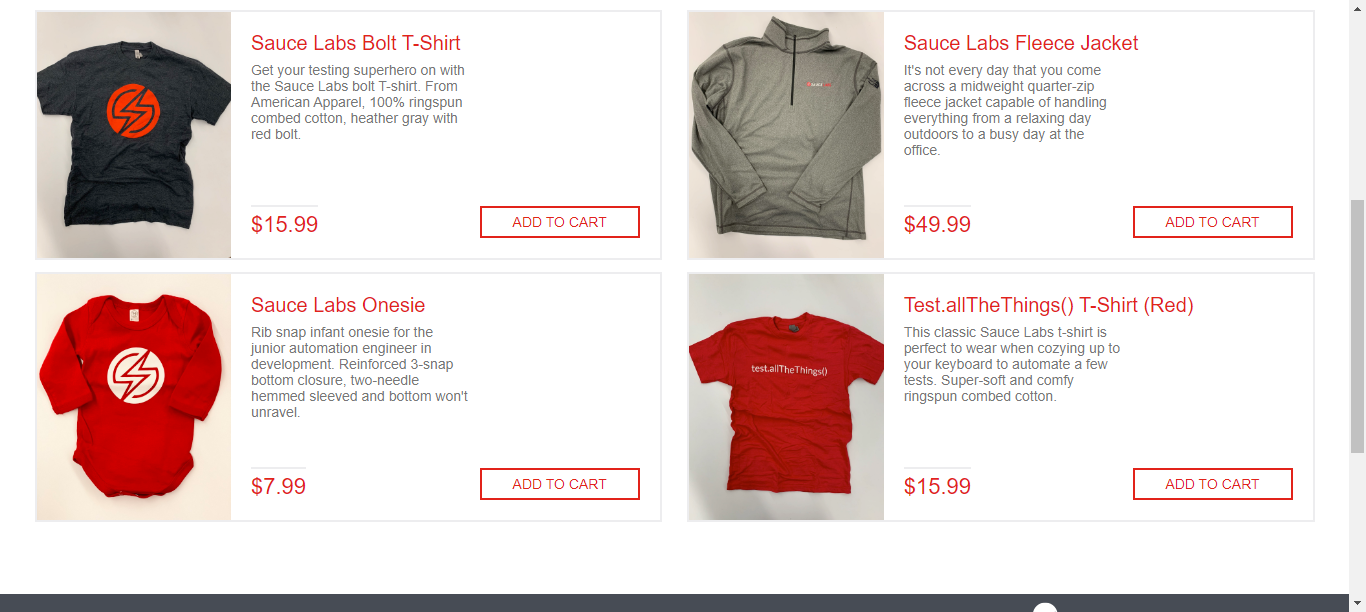 Sauce Labs Bolt T-Shirt
Get your testing superhero on with
the Sauce Labs bolt T-shirt. From
American Apparel, 100% ringspun
combed cotton, heather gray with
red bolt.
$15.99
ADD TO CART
Sauce Labs Fleece Jacket
It's not every day that you come
across a midweight quarter-zip
fleece jacket capable of handling
everything from a relaxing day
outdoors to a busy day at the
office.
$49.99
ADD TO CART
Sauce Labs Onesie
Rib snap infant onesie for the
junior automation engineer in
development. Reinforced 3-snap
bottom closure, two-needle
hemmed sleeved and bottom won't
unravel.
$7.99
ADD TO CART
test.allTheThings()
Test.allTheThings() T-Shirt (Red)
This classic Sauce Labs t-shirt is
perfect to wear when cozying up to
your keyboard to automate a few
tests. Super-soft and comfy
ringspun combed cotton.
$15.99
ADD TO CART